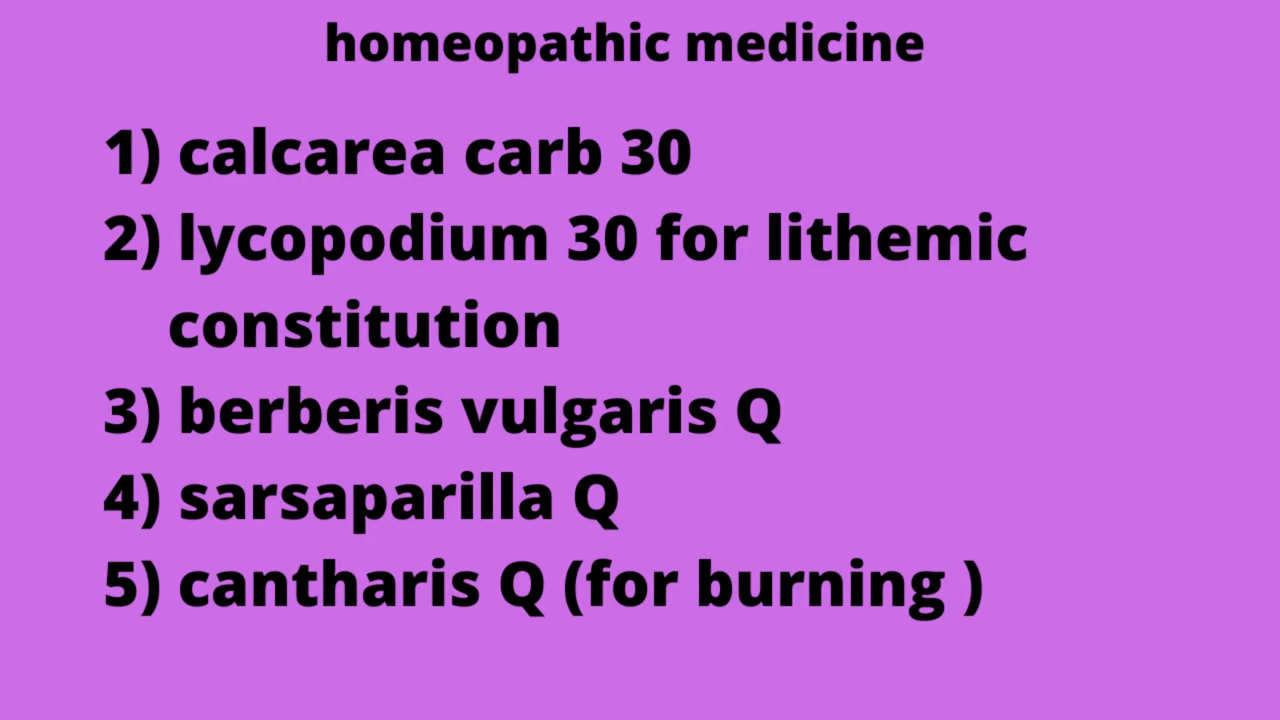 homeopathic medicine
1) calcarea carb 30
2) lycopodium 30 for lithemic
constitution
3) berberis vulgaris Q
4) sarsaparilla Q
5) cantharis Q (for burning )